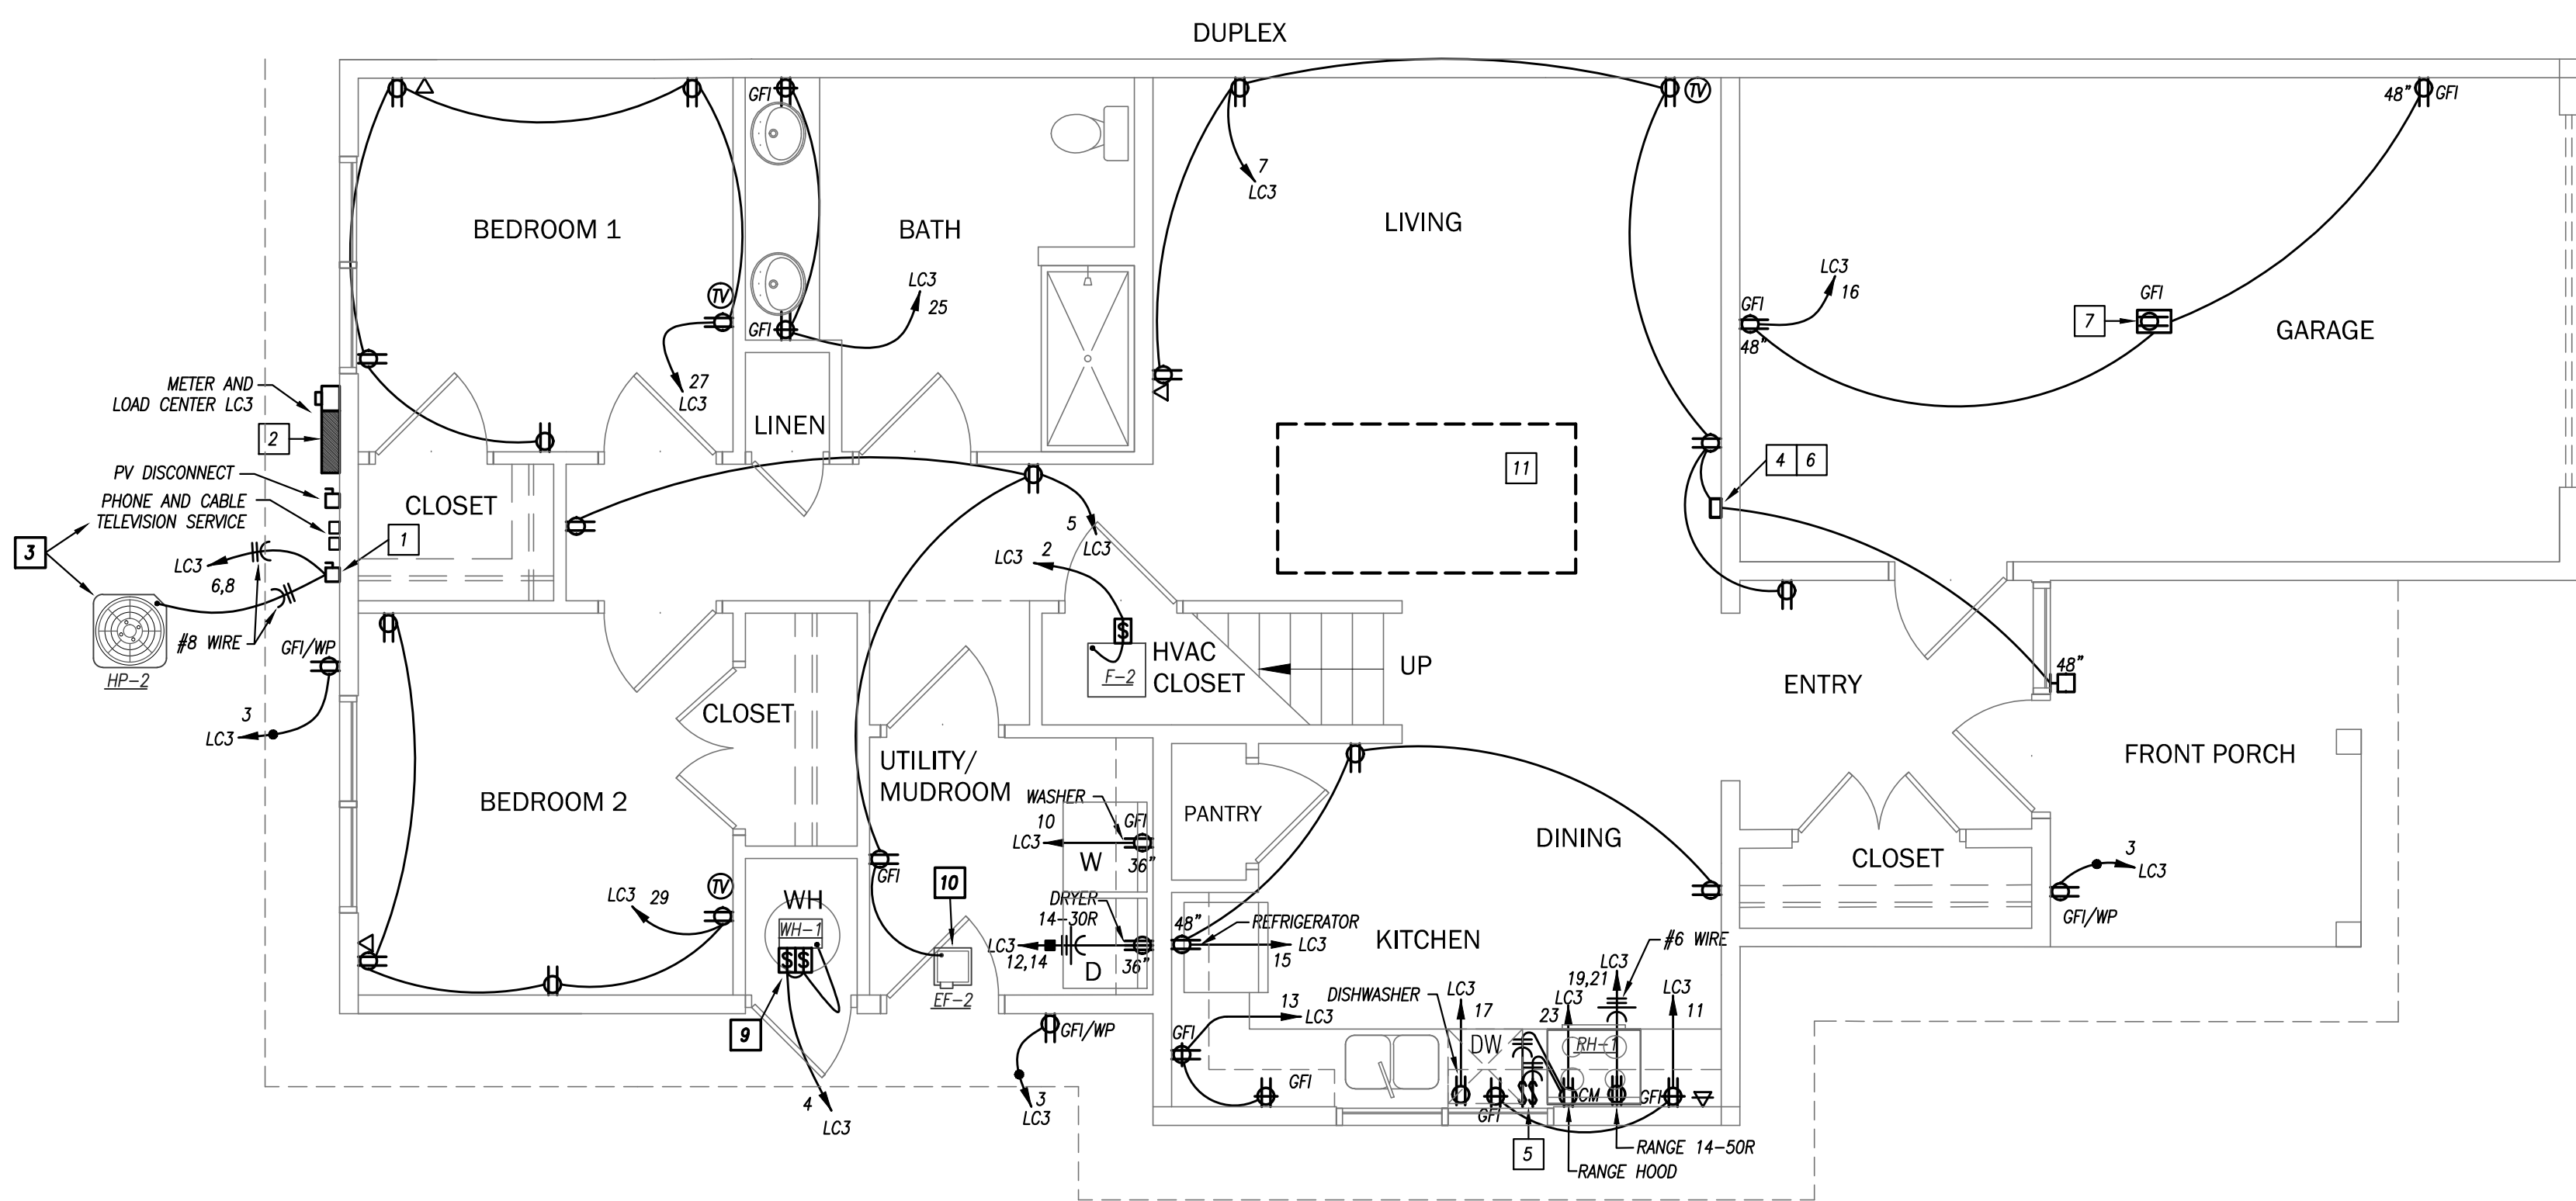 DUPLEX
GFI
TV
48" GFI
7
LC3
BEDROOM 1
BATH
LIVING
LC3
25
TV
GFI
LC3
16
GFI
48"
7
GFI
GARAGE
METER AND
LOAD CENTER LC3
27
LC3
2
LINEN
11
4 6
PV DISCONNECT
PHONE AND CABLE
TELEVISION SERVICE
CLOSET
1
3
5
LC3
LC3 2
LC3
6,8
#8 WIRE
GFI/WP
HP-2
$
F-2
HVAC
CLOSET
UP
ENTRY
48"
3
LC3
CLOSET
UTILITY/
MUDROOM
FRONT PORCH
BEDROOM 2
WASHER
10
LC3
GFI
W
36"
PANTRY
DINING
CLOSET
3
LC3
GFI/WP
GFI
TV
LC3 29
WH
WH-1
$ $
10
DRYER
14-30R
LC3
12,14
36"
D
48"
REFRIGERATOR
LC3
15
KITCHEN
#6 WIRE
EF-2
9
GFI/WP
3
LC3
4
LC3
13
LC3
GFI
GFI
DISHWASHER
LC3
17
DW
23
LC3
19,21
LC3
RH-1
LC3
11
CM
GFI
GFI
5
RANGE 14-50R
RANGE HOOD